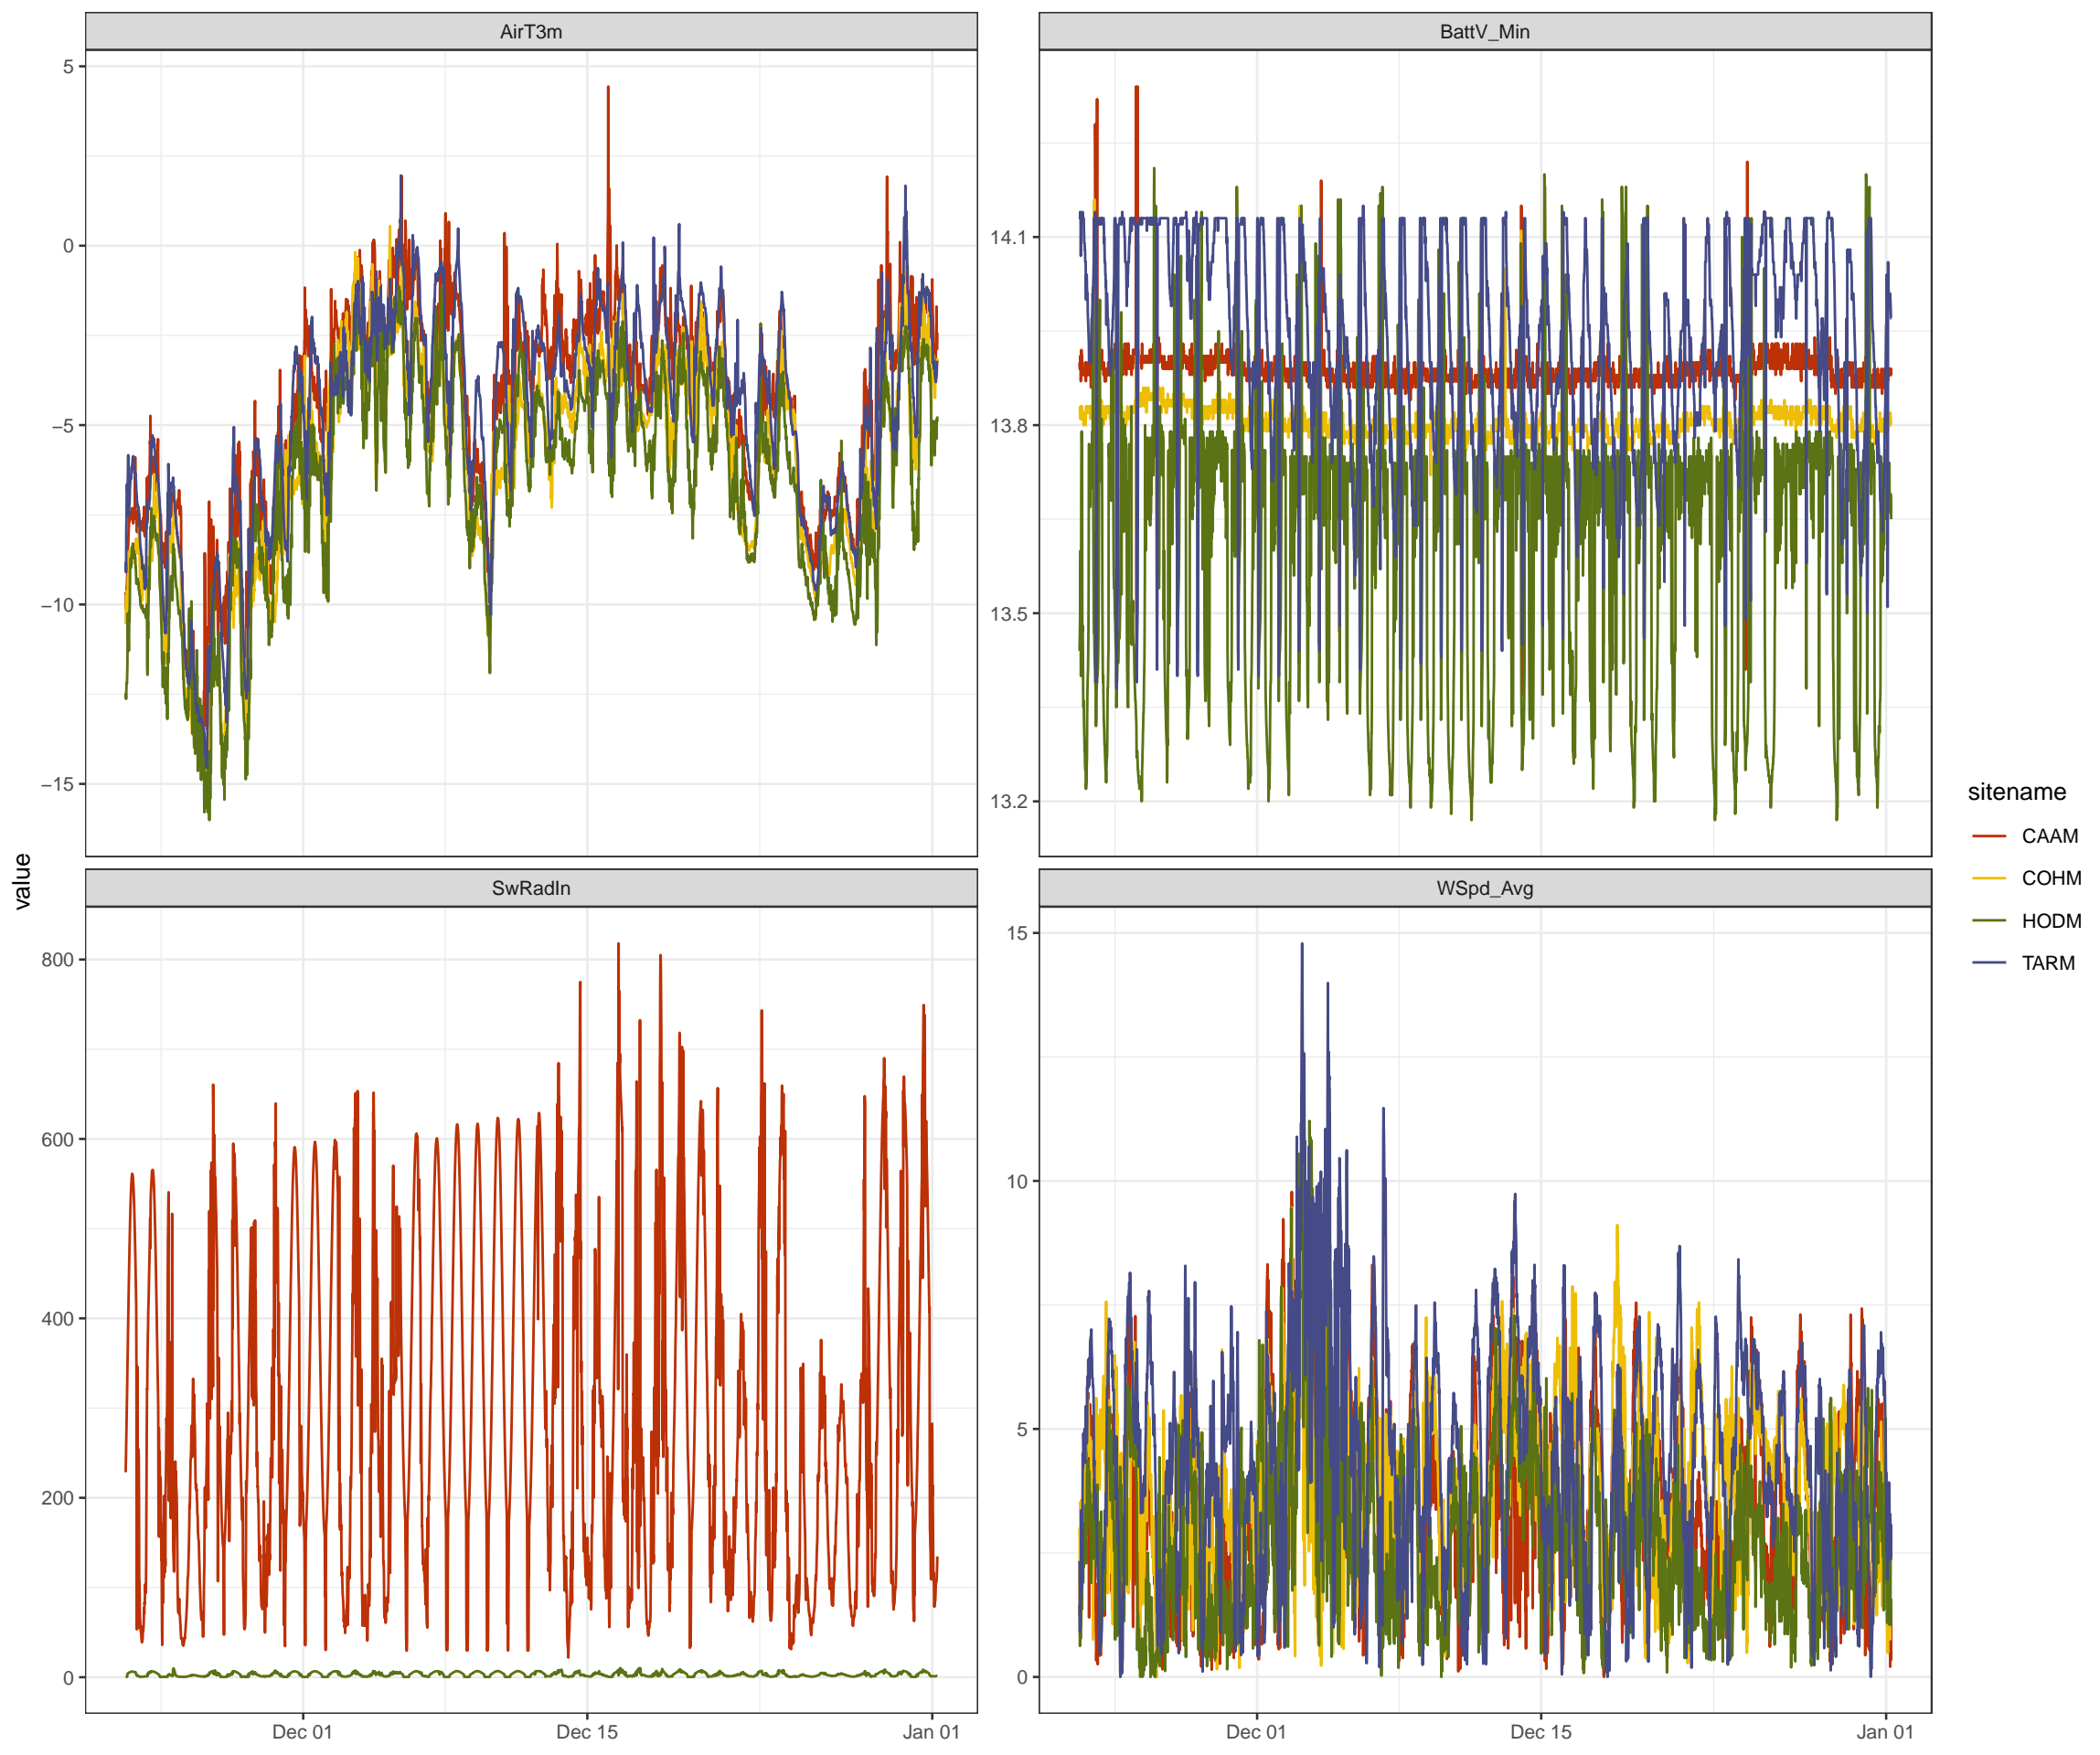 AirT3m
BattV_Min
5
0
−5
−10
−15
14.1
13.8
13.5
13.2
value
SwRadIn
WSpd_Avg
800
600
400
200
0
15
10
5
0
Dec 01
Dec 15
Jan 01
Dec 01
Dec 15
Jan 01
sitename
CAAM
COHM
HODM
TARM